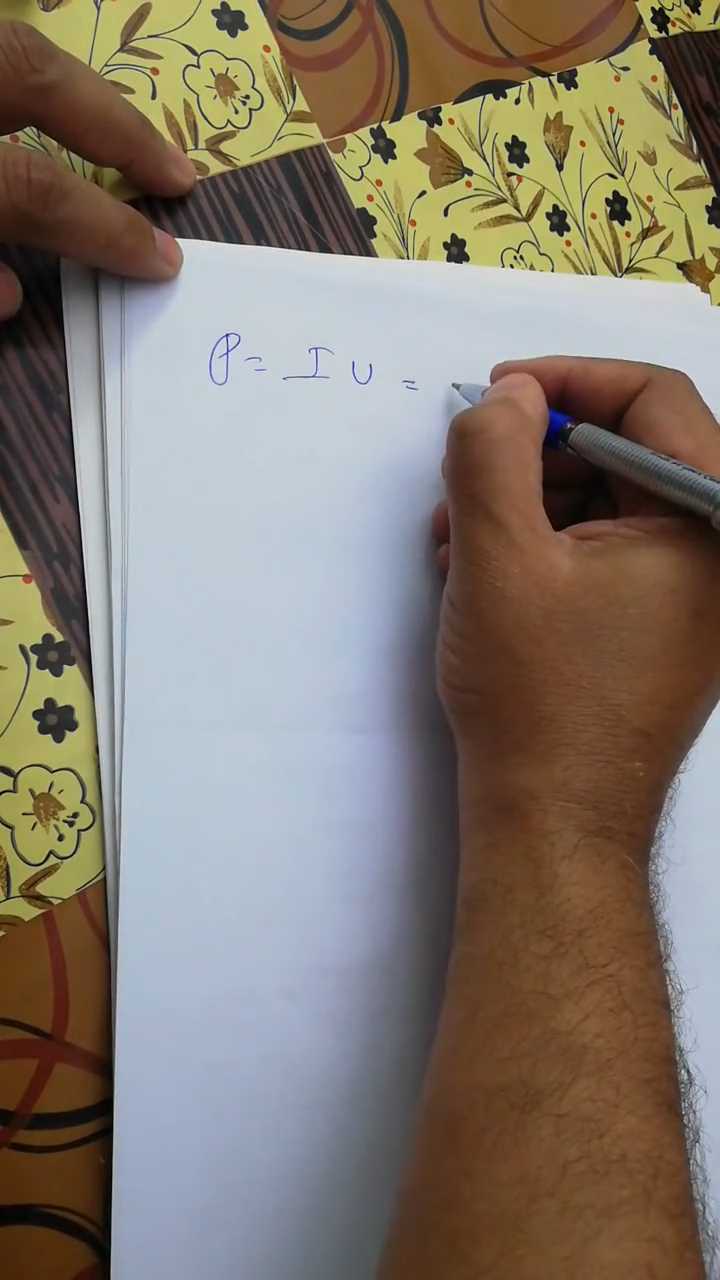 P = I U =